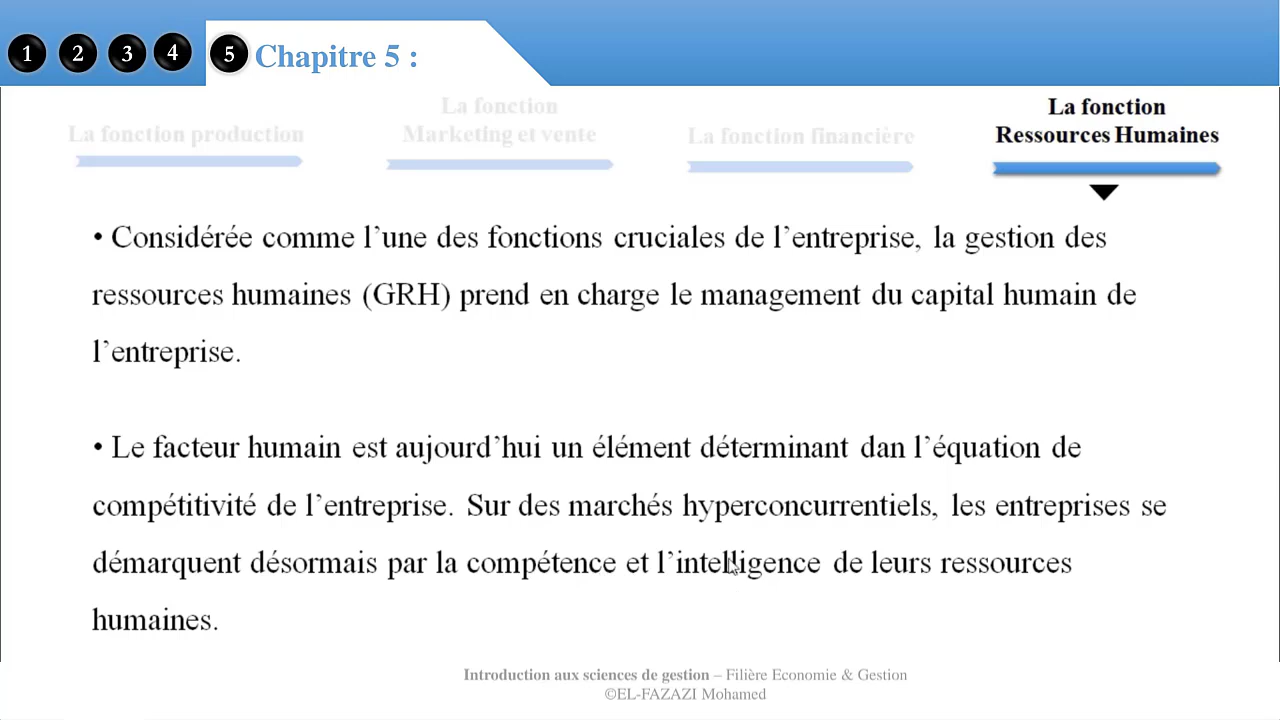 1 2 3 4 5 Chapitre 5 :
La fonction production
La fonction
Marketing et vente
La fonction financière
La fonction
Ressources Humaines
• Considérée comme l’une des fonctions cruciales de l’entreprise, la gestion des
ressources humaines (GRH) prend en charge le management du capital humain de
l’entreprise.
• Le facteur humain est aujourd’hui un élément déterminant dan l’équation de
compétitivité de l’entreprise. Sur des marchés hyperconcurrentiels, les entreprises se
démarquent désormais par la compétence et l’intelligence de leurs ressources
humaines.
Introduction aux sciences de gestion – Filière Economie & Gestion
©EL-FAZAZI Mohamed